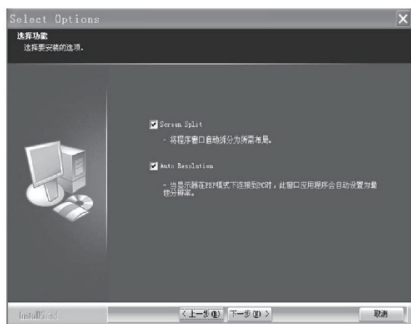 Select Options
选择功能
选择要安装的选项。
Screen Split
- 将程序窗口自动拆分为所需布局。
Auto Resolution
- 当显示器在PBP模式下连接到PC时，此窗口应用程序会自动设置为最
佳分辨率。
InstallShield
< 上一步(B) 下一步(N) > 取消